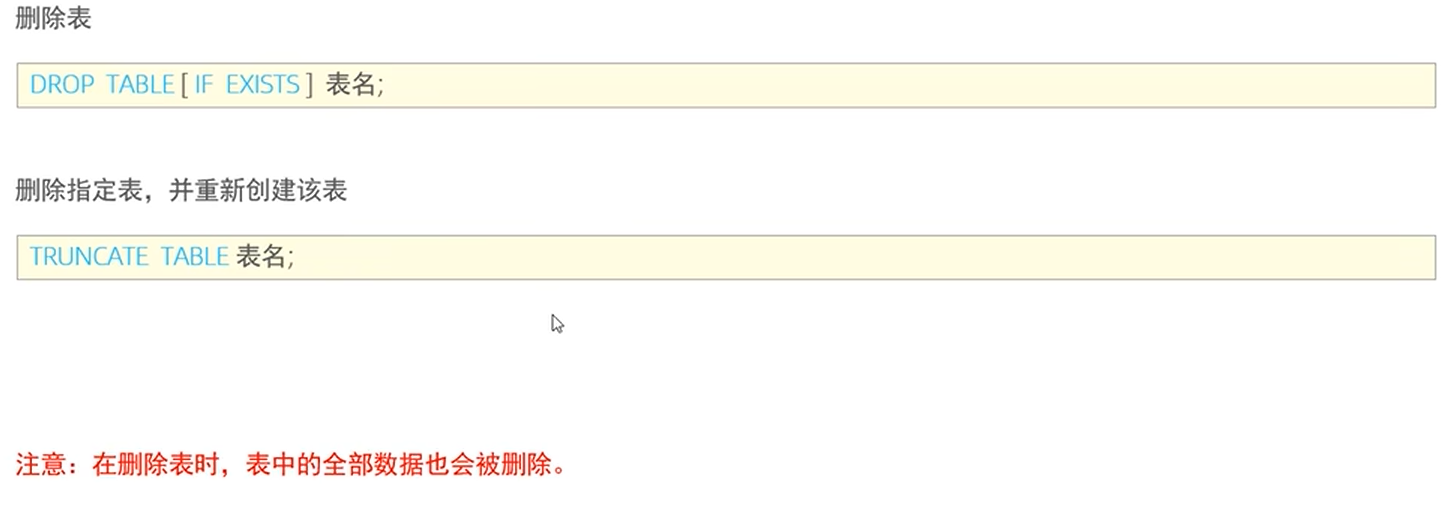 删除表
DROP TABLE [ IF EXISTS ] 表名;
删除指定表，并重新创建该表
TRUNCATE TABLE 表名;
注意：在删除表时，表中的全部数据也会被删除。